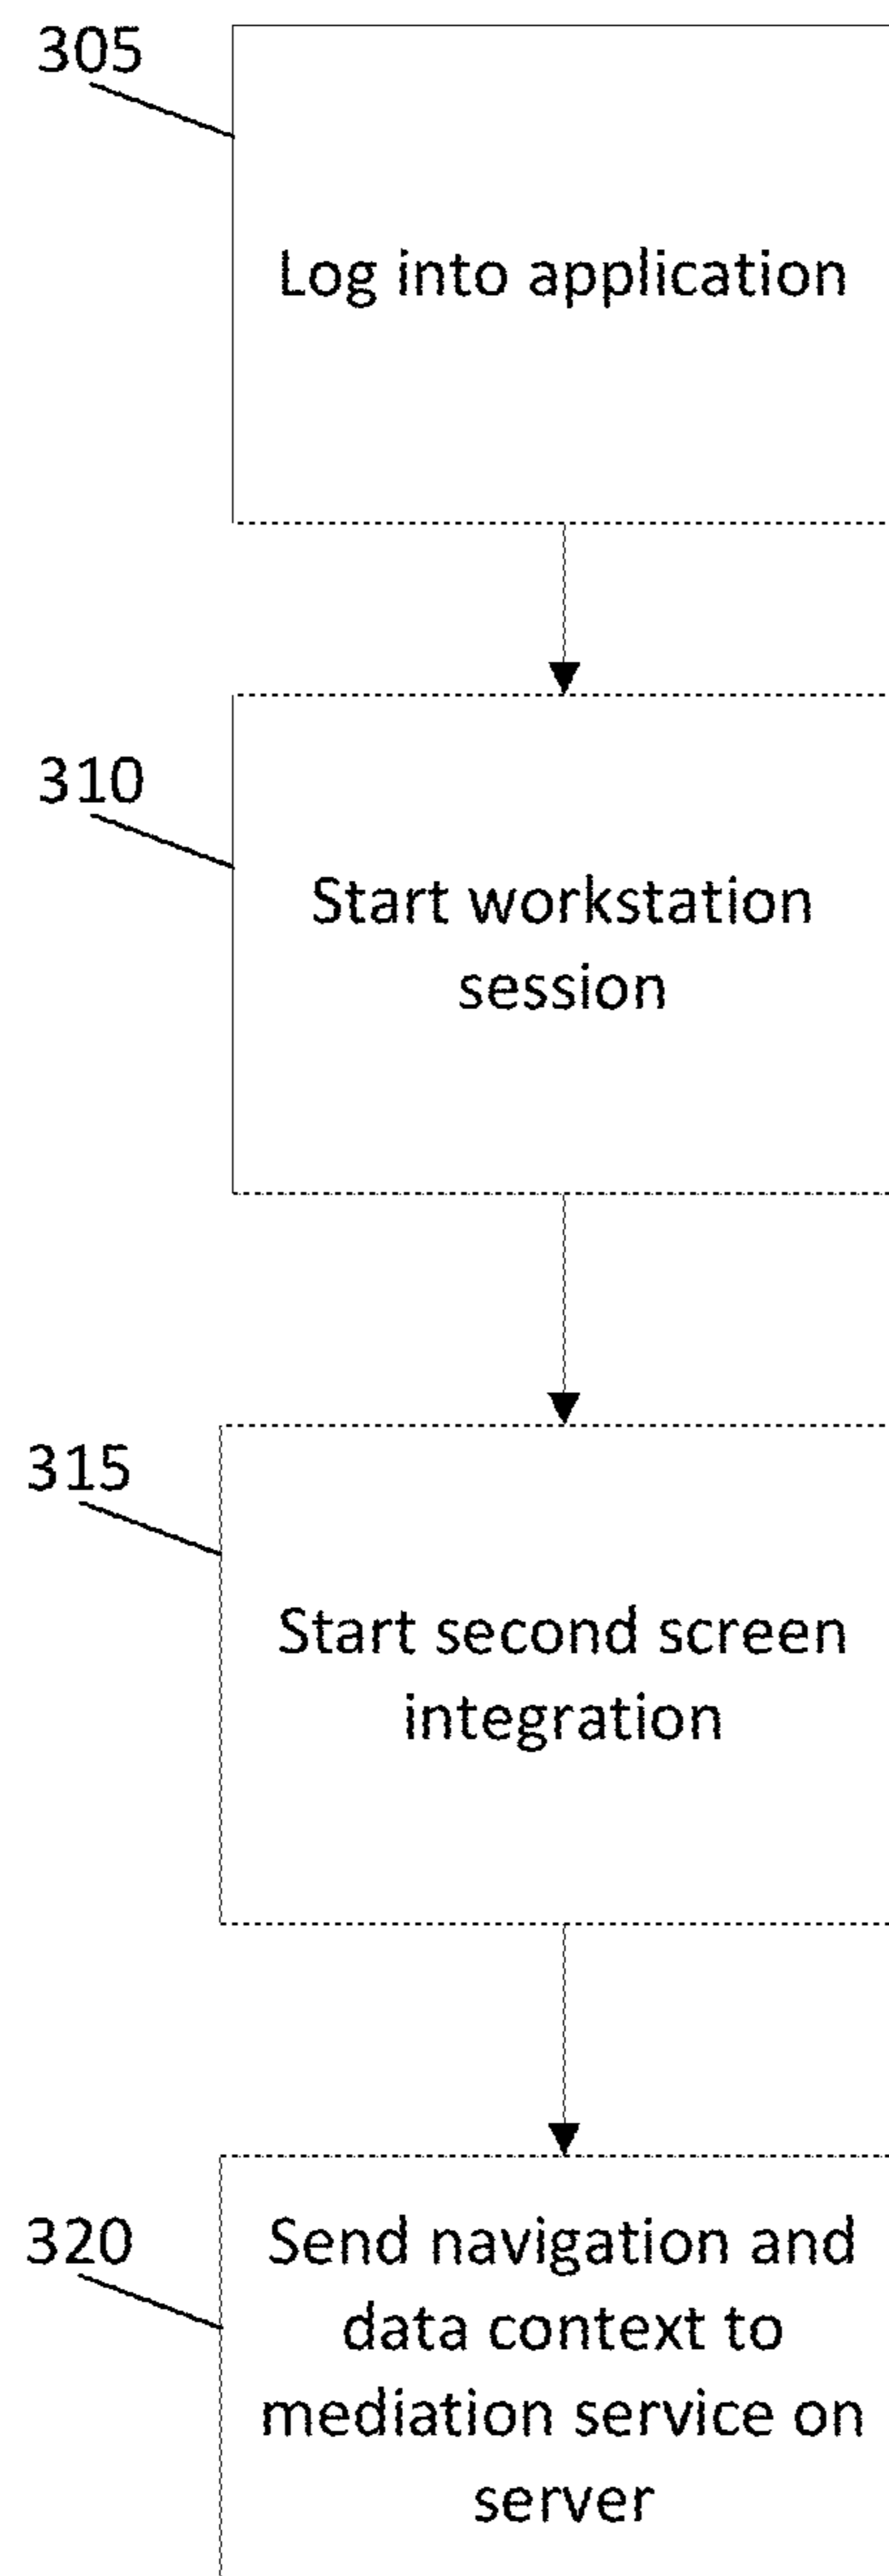 305
Log into application
310
Start workstation
session
315
Start second screen
integration
320
Send navigation and
data context to
mediation service on
server